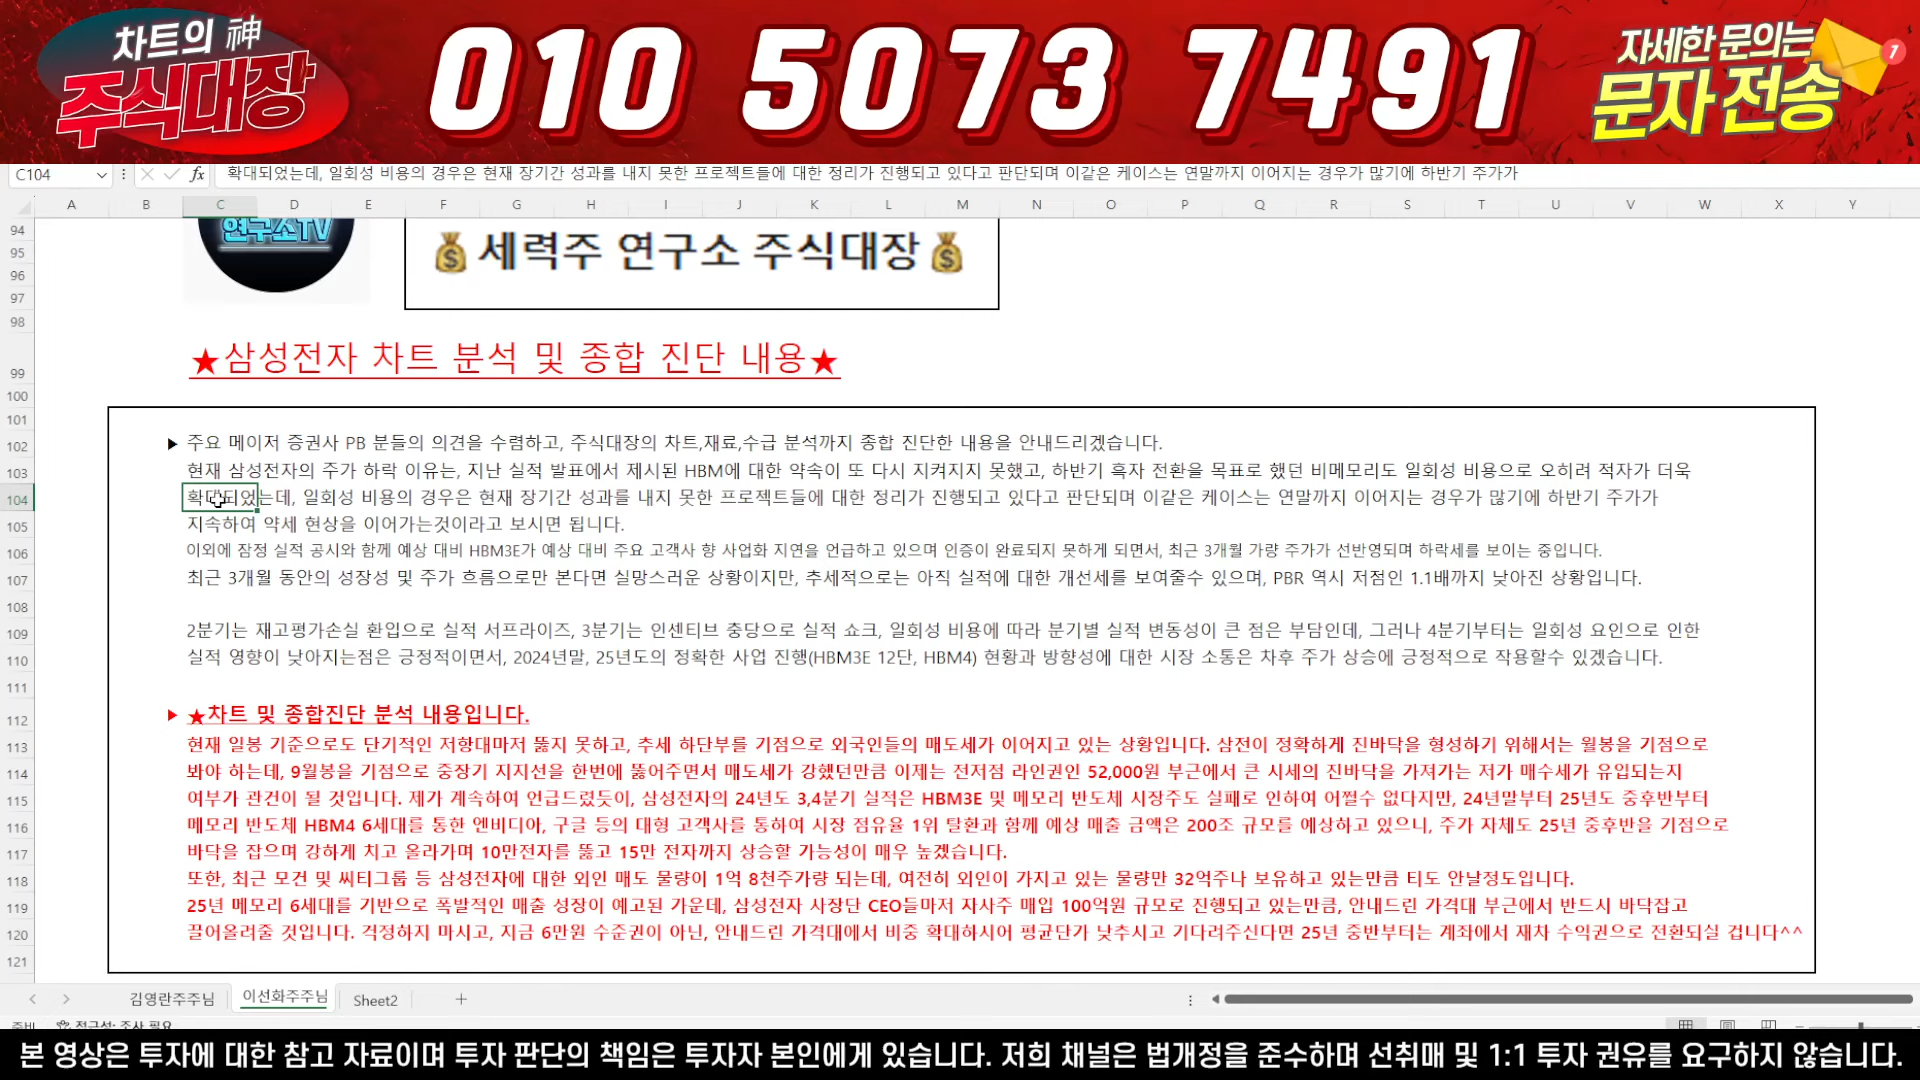 차트의 神
주식대장
010 5073 7491
자세한 문의는
문자 전송
1
C104
fx
확대되었는데, 일회성 비용의 경우은 현재 장기간 성과를 내지 못한 프로젝트들에 대한 정리가 진행되고 있다고 판단되며 이같은 케이스는 연말까지 이어지는 경우가 많기에 하반기 주가가
A B C D E F G H I J K L M N O P Q R S T U V W X Y
94
연구소TV
95
💰세력주 연구소 주식대장💰
96
97
98
99
★삼성전자 차트 분석 및 종합 진단 내용★
100
101
102
▶ 주요 메이저 증권사 PB 분들의 의견을 수렴하고, 주식대장의 차트,재료,수급 분석까지 종합 진단한 내용을 안내드리겠습니다.
103
현재 삼성전자의 주가 하락 이유는, 지난 실적 발표에서 제시된 HBM에 대한 약속이 또 다시 지켜지지 못했고, 하반기 흑자 전환을 목표로 했던 비메모리도 일회성 비용으로 오히려 적자가 더욱
104
확대되었는데, 일회성 비용의 경우은 현재 장기간 성과를 내지 못한 프로젝트들에 대한 정리가 진행되고 있다고 판단되며 이같은 케이스는 연말까지 이어지는 경우가 많기에 하반기 주가가
105
지속하여 약세 현상을 이어가는것이라고 보시면 됩니다.
106
이외에 잠정 실적 공시와 함께 예상 대비 HBM3E가 예상 대비 주요 고객사 향 사업화 지연을 언급하고 있으며 인증이 완료되지 못하게 되면서, 최근 3개월 가량 주가가 선반영되며 하락세를 보이는 중입니다.
107
최근 3개월 동안의 성장성 및 주가 흐름으로만 본다면 실망스러운 상황이지만, 추세적으로는 아직 실적에 대한 개선세를 보여줄수 있으며, PBR 역시 저점인 1.1배까지 낮아진 상황입니다.
108
109
2분기는 재고평가손실 환입으로 실적 서프라이즈, 3분기는 인센티브 충당으로 실적 쇼크, 일회성 비용에 따라 분기별 실적 변동성이 큰 점은 부담인데, 그러나 4분기부터는 일회성 요인으로 인한
110
실적 영향이 낮아지는점은 긍정적이면서, 2024년말, 25년도의 정확한 사업 진행(HBM3E 12단, HBM4) 현황과 방향성에 대한 시장 소통은 차후 주가 상승에 긍정적으로 작용할수 있겠습니다.
111
112
▶ ★차트 및 종합진단 분석 내용입니다.
113
현재 일봉 기준으로도 단기적인 저항대마저 뚫지 못하고, 추세 하단부를 기점으로 외국인들의 매도세가 이어지고 있는 상황입니다. 삼전이 정확하게 진바닥을 형성하기 위해서는 월봉을 기점으로
114
봐야 하는데, 9월봉을 기점으로 중장기 지지선을 한번에 뚫어주면서 매도세가 강했던만큼 이제는 전저점 라인권인 52,000원 부근에서 큰 시세의 진바닥을 가져가는 저가 매수세가 유입되는지
115
여부가 관건이 될 것입니다. 제가 계속하여 언급드렸듯이, 삼성전자의 24년도 3,4분기 실적은 HBM3E 및 메모리 반도체 시장주도 실패로 인하여 어쩔수 없다지만, 24년말부터 25년도 중후반부터
116
메모리 반도체 HBM4 6세대를 통한 엔비디아, 구글 등의 대형 고객사를 통하여 시장 점유율 1위 탈환과 함께 예상 매출 금액은 200조 규모를 예상하고 있으니, 주가 자체도 25년 중후반을 기점으로
117
바닥을 잡으며 강하게 치고 올라가며 10만전자를 뚫고 15만 전자까지 상승할 가능성이 매우 높겠습니다.
118
또한, 최근 모건 및 씨티그룹 등 삼성전자에 대한 외인 매도 물량이 1억 8천주가량 되는데, 여전히 외인이 가지고 있는 물량만 32억주나 보유하고 있는만큼 티도 안날정도입니다.
119
25년 메모리 6세대를 기반으로 폭발적인 매출 성장이 예고된 가운데, 삼성전자 사장단 CEO들마저 자사주 매입 100억원 규모로 진행되고 있는만큼, 안내드린 가격대 부근에서 반드시 바닥잡고
120
끌어올려줄 것입니다. 걱정하지 마시고, 지금 6만원 수준권이 아닌, 안내드린 가격대에서 비중 확대하시어 평균단가 낮추시고 기다려주신다면 25년 중반부터는 계좌에서 재차 수익권으로 전환되실 겁니다^^
121
김영란주주님 이선화주주님 Sheet2 +
준비 접근성: 조사 필요
본 영상은 투자에 대한 참고 자료이며 투자 판단의 책임은 투자자 본인에게 있습니다. 저희 채널은 법개정을 준수하며 선취매 및 1:1 투자 권유를 요구하지 않습니다.